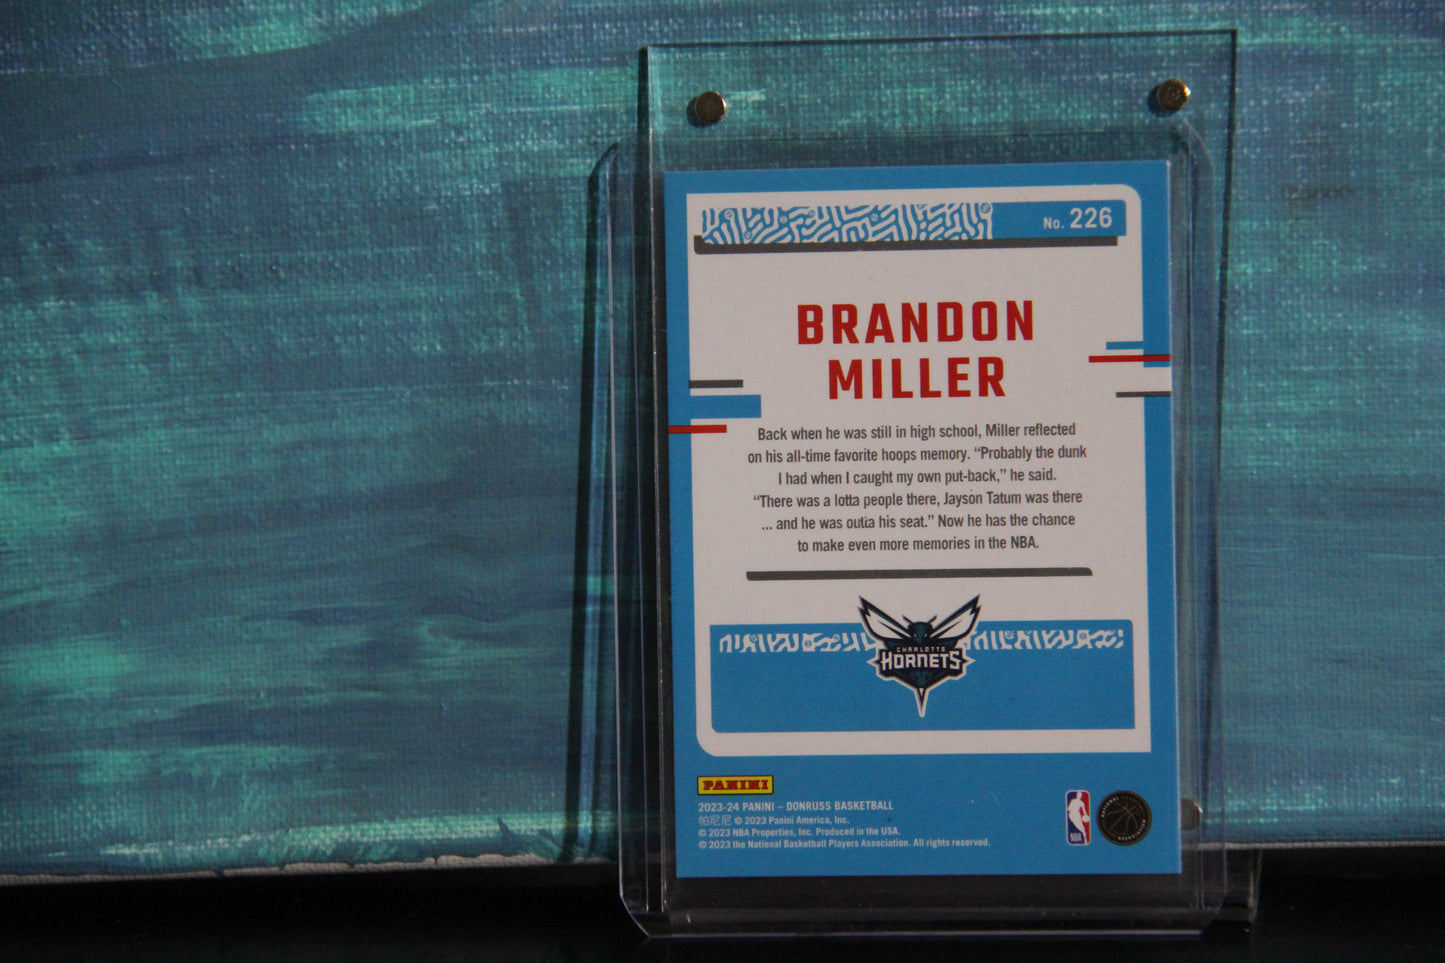 No. 226
BRANDON
MILLER
Back when he was still in high school, Miller reflected
on his all-time favorite hoops memory. “Probably the dunk
I had when I caught my own put-back,” he said.
“There was a lotta people there, Jayson Tatum was there
... and he was outta his seat.” Now he has the chance
to make even more memories in the NBA.
CHARLOTTE
HORNETS
PANINI
2023-24 PANINI – DONRUSS BASKETBALL
帕尼尼 © 2023 Panini America, Inc.
© 2023 NBA Properties, Inc. Produced in the USA.
© 2023 the National Basketball Players Association. All rights reserved.
NBA